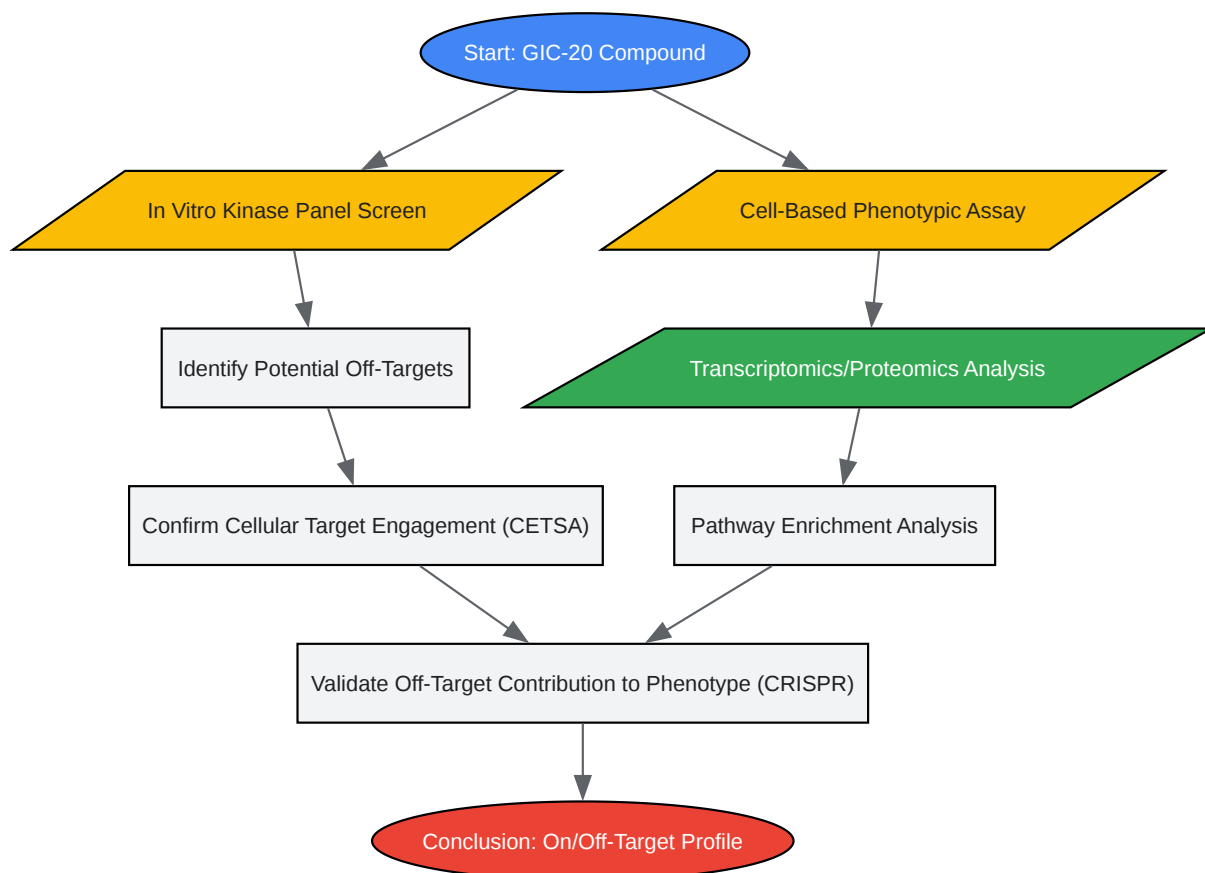 Start: GIC-20 Compound
In Vitro Kinase Panel Screen
Cell-Based Phenotypic Assay
Identify Potential Off-Targets
Transcriptomics/Proteomics Analysis
Confirm Cellular Target Engagement (CETSA)
Pathway Enrichment Analysis
Validate Off-Target Contribution to Phenotype (CRISPR)
Conclusion: On/Off-Target Profile